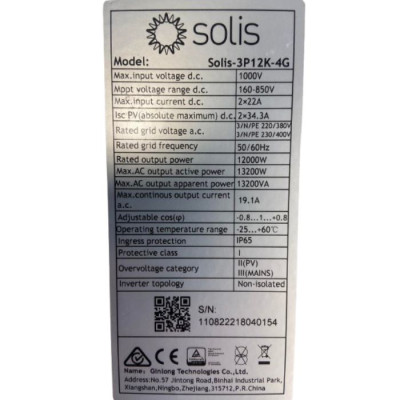 solis
Model: Solis-3P12K-4G
Max.input voltage d.c. 1000V
Mppt voltage range d.c. 160-850V
Max.input current d.c. 2×22A
Isc PV(absolute maximum) d.c. 2×34.3A
Rated grid voltage a.c. 3/N/PE 220/380V
3/N/PE 230/400V
Rated grid frequency 50/60Hz
Rated output power 12000W
Max.AC output active power 13200W
Max.AC output apparent power 13200VA
Max.continous output current a.c. 19.1A
Adjustable cos(φ) -0.8...1...+0.8
Operating temperature range -25...+60℃
Ingress protection IP65
Protective class I
Overvoltage category II(PV)
III(MAINS)
Inverter topology Non-isolated
S/N:
110822218040154
Ginlong Technologies Co.,Ltd.
Address:No.57 Jintong Road,Binhai Industrial Park,
Xiangshan,Ningbo,Zhejiang,315712,P.R.China